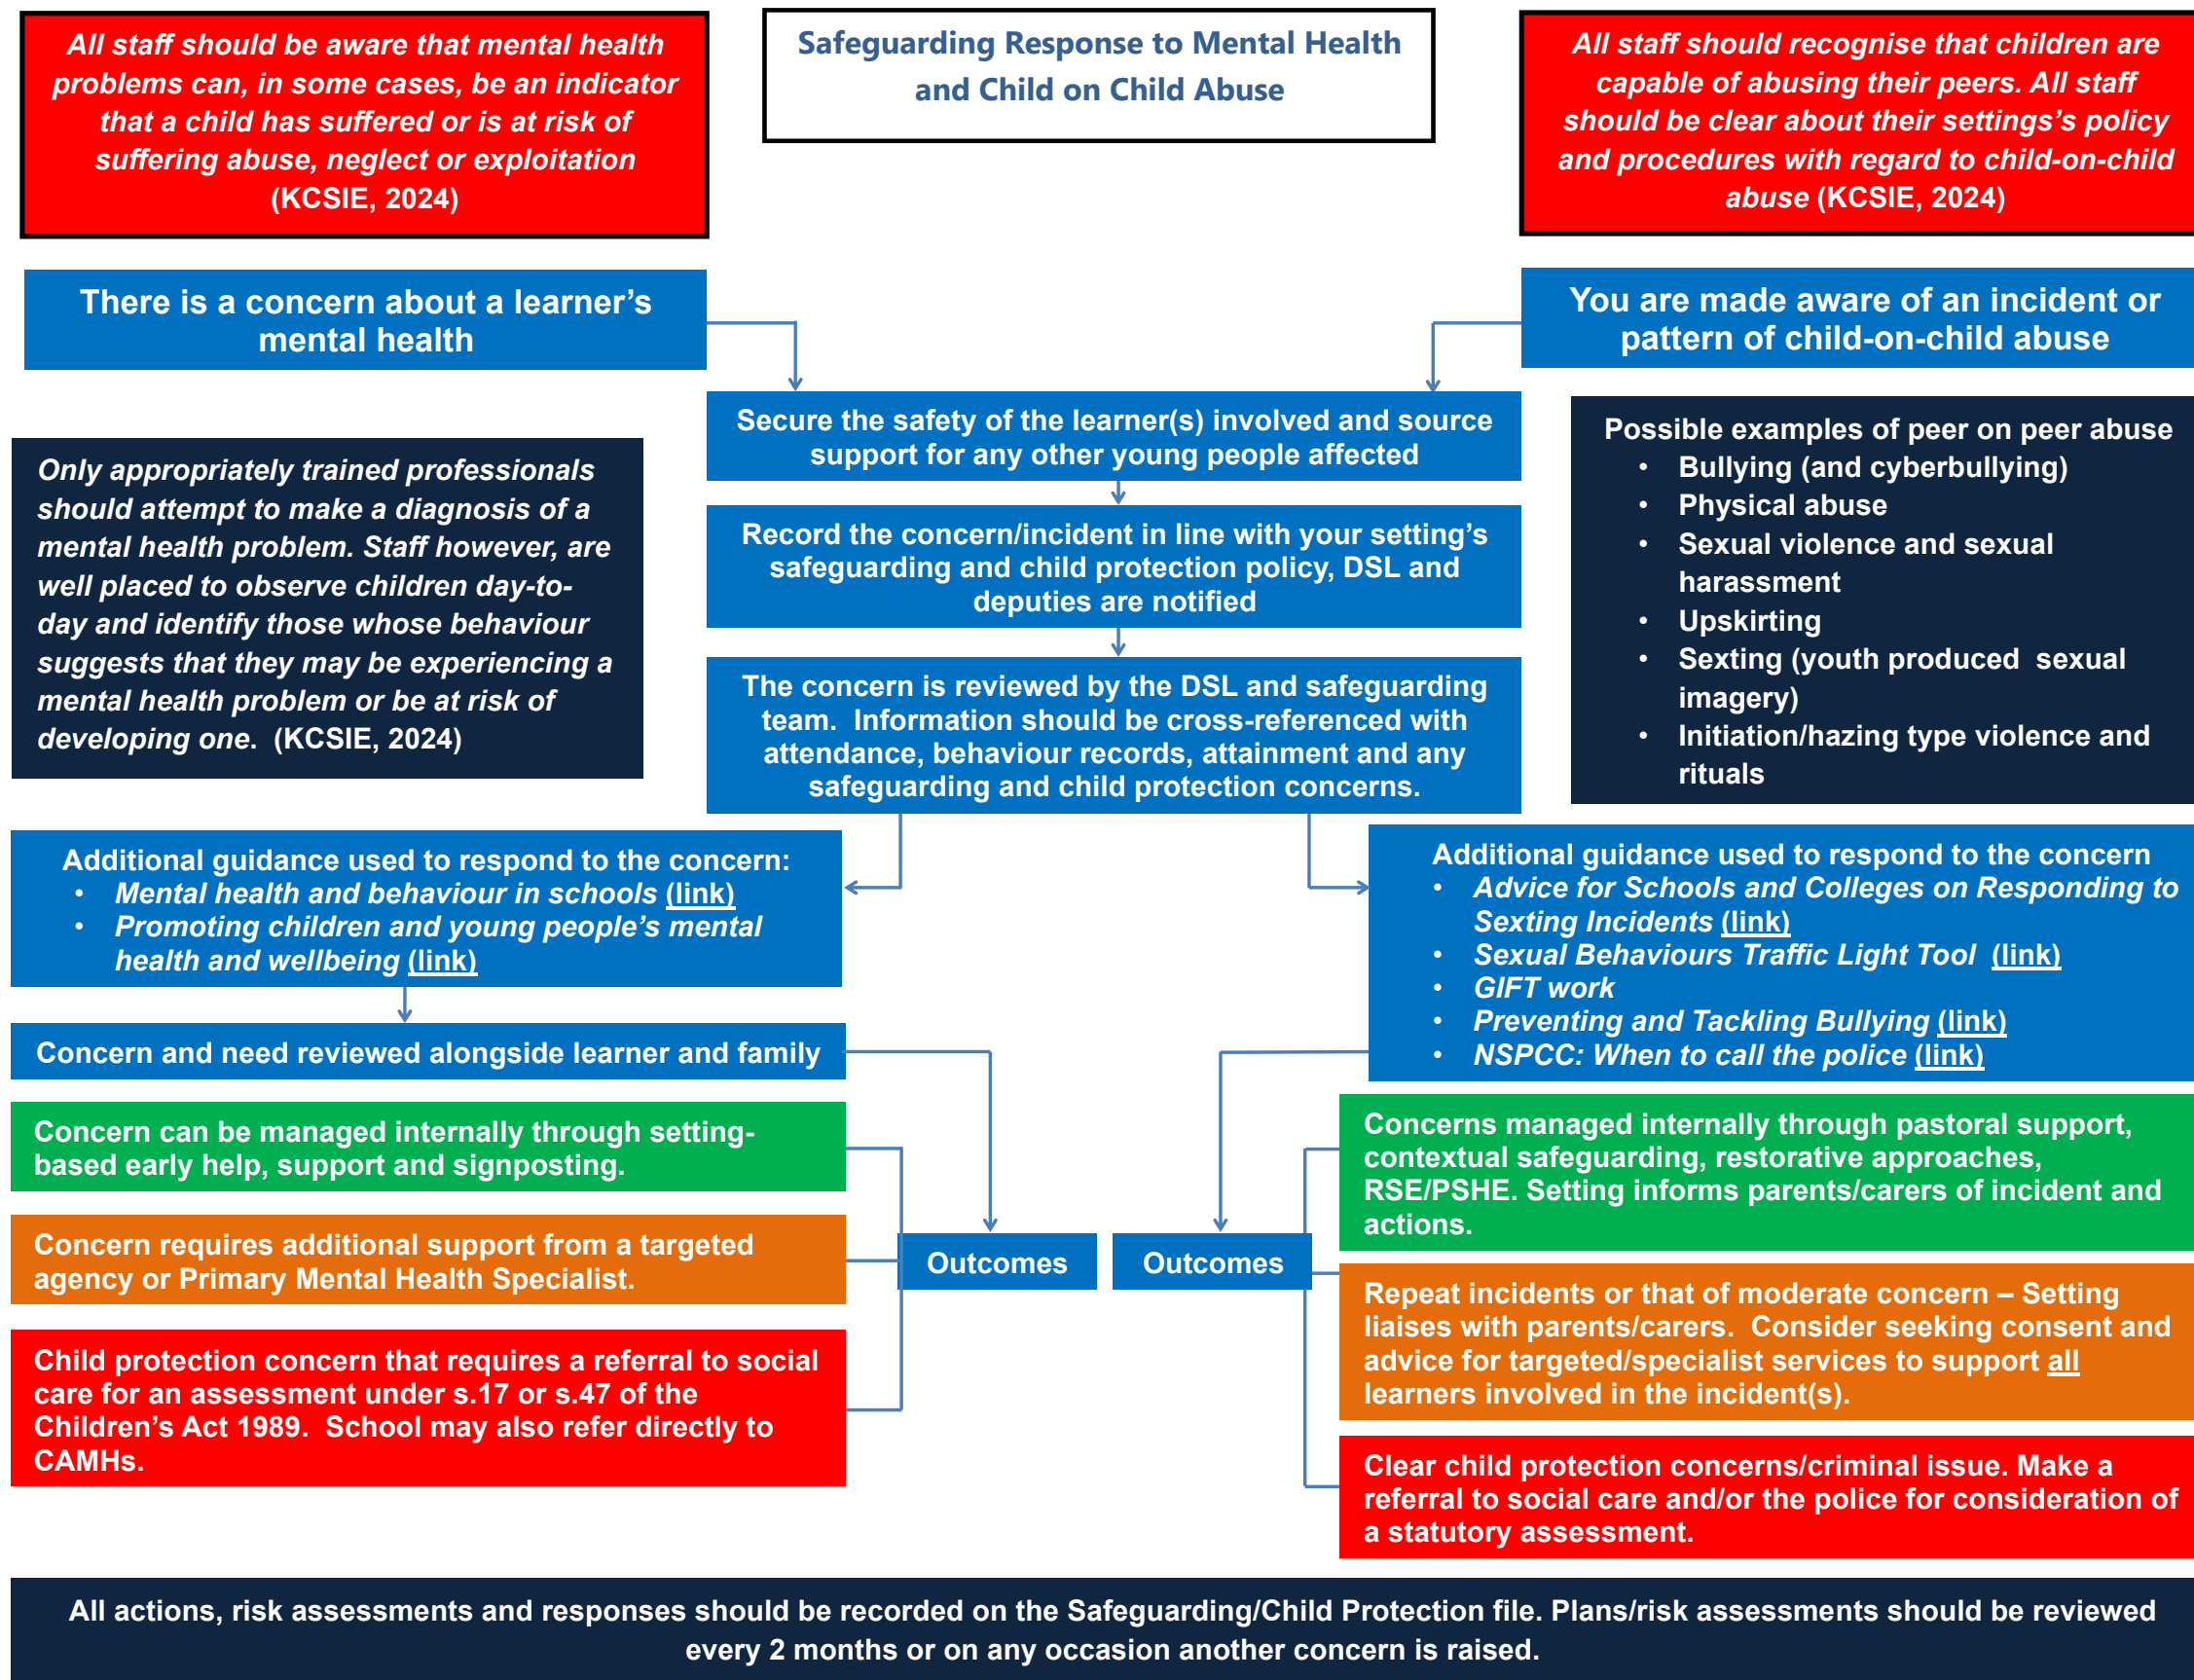 All staff should be aware that mental health
problems can, in some cases, be an indicator
that a child has suffered or is at risk of
suffering abuse, neglect or exploitation
(KCSIE, 2024)
Safeguarding Response to Mental Health
and Child on Child Abuse
All staff should recognise that children are
capable of abusing their peers. All staff
should be clear about their settings's policy
and procedures with regard to child-on-child
abuse (KCSIE, 2024)
There is a concern about a learner’s
mental health
You are made aware of an incident or
pattern of child-on-child abuse
Secure the safety of the learner(s) involved and source
support for any other young people affected
Only appropriately trained professionals
should attempt to make a diagnosis of a
mental health problem. Staff however, are
well placed to observe children day-to-
day and identify those whose behaviour
suggests that they may be experiencing a
mental health problem or be at risk of
developing one. (KCSIE, 2024)
Record the concern/incident in line with your setting’s
safeguarding and child protection policy, DSL and
deputies are notified
Possible examples of peer on peer abuse
• Bullying (and cyberbullying)
• Physical abuse
• Sexual violence and sexual
harassment
• Upskirting
• Sexting (youth produced sexual
imagery)
• Initiation/hazing type violence and
rituals
The concern is reviewed by the DSL and safeguarding
team. Information should be cross-referenced with
attendance, behaviour records, attainment and any
safeguarding and child protection concerns.
Additional guidance used to respond to the concern:
• Mental health and behaviour in schools (link)
• Promoting children and young people’s mental
health and wellbeing (link)
Additional guidance used to respond to the concern
• Advice for Schools and Colleges on Responding to
Sexting Incidents (link)
• Sexual Behaviours Traffic Light Tool (link)
• GIFT work
• Preventing and Tackling Bullying (link)
• NSPCC: When to call the police (link)
Concern and need reviewed alongside learner and family
Concern can be managed internally through setting-
based early help, support and signposting.
Concern requires additional support from a targeted
agency or Primary Mental Health Specialist.
Child protection concern that requires a referral to social
care for an assessment under s.17 or s.47 of the
Children’s Act 1989. School may also refer directly to
CAMHs.
Outcomes
Outcomes
Concerns managed internally through pastoral support,
contextual safeguarding, restorative approaches,
RSE/PSHE. Setting informs parents/carers of incident and
actions.
Repeat incidents or that of moderate concern – Setting
liaises with parents/carers. Consider seeking consent and
advice for targeted/specialist services to support all
learners involved in the incident(s).
Clear child protection concerns/criminal issue. Make a
referral to social care and/or the police for consideration of
a statutory assessment.
All actions, risk assessments and responses should be recorded on the Safeguarding/Child Protection file. Plans/risk assessments should be reviewed
every 2 months or on any occasion another concern is raised.